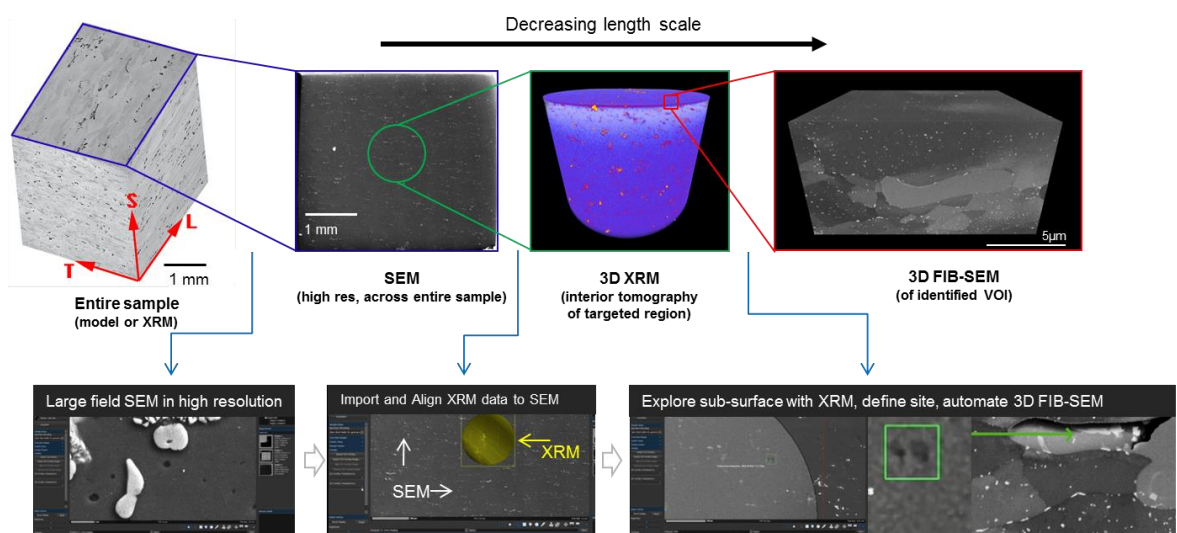 Decreasing length scale
S
L
T
1 mm
1 mm
5µm
Entire sample
(model or XRM)
SEM
(high res, across entire sample)
3D XRM
(interior tomography
of targeted region)
3D FIB-SEM
(of identified VOI)
Large field SEM in high resolution
Import and Align XRM data to SEM
Explore sub-surface with XRM, define site, automate 3D FIB-SEM
XRM
SEM